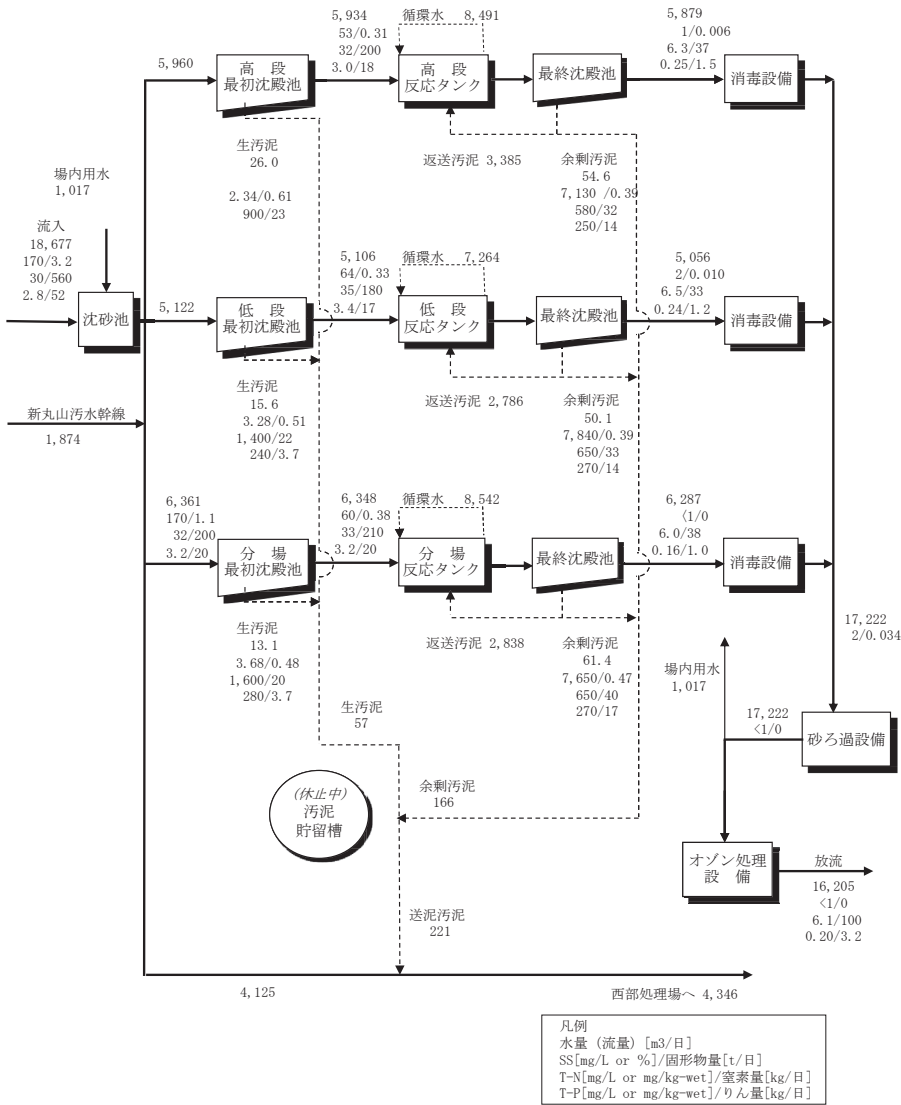 5,960
高　段
最初沈殿池
5,934
53/0.31
32/200
3.0/18
循環水　8,491
高　段
反応タンク
最終沈殿池
5,879
1/0.006
6.3/37
0.25/1.5
消毒設備
生汚泥
26.0
2.34/0.61
900/23
返送汚泥 3,385
余剰汚泥
54.6
7,130 /0.39
580/32
250/14
場内用水
1,017
流入
18,677
170/3.2
30/560
2.8/52
沈砂池
5,122
低　段
最初沈殿池
5,106
64/0.33
35/180
3.4/17
循環水　7,264
低　段
反応タンク
最終沈殿池
5,056
2/0.010
6.5/33
0.24/1.2
消毒設備
生汚泥
15.6
3.28/0.51
1,400/22
240/3.7
返送汚泥 2,786
余剰汚泥
50.1
7,840/0.39
650/33
270/14
新丸山汚水幹線
1,874
6,361
170/1.1
32/200
3.2/20
分　場
最初沈殿池
6,348
60/0.38
33/210
3.2/20
循環水　8,542
分　場
反応タンク
最終沈殿池
6,287
<1/0
6.0/38
0.16/1.0
消毒設備
生汚泥
13.1
3.68/0.48
1,600/20
280/3.7
返送汚泥 2,838
余剰汚泥
61.4
7,650/0.47
650/40
270/17
17,222
2/0.034
場内用水
1,017
17,222
<1/0
砂ろ過設備
生汚泥
57
(休止中)
汚泥
貯留槽
余剰汚泥
166
オゾン処理
設　備
放流
16,205
<1/0
6.1/100
0.20/3.2
送泥汚泥
221
4,125
西部処理場へ 4,346
凡例
水量（流量）[m3/日]
SS[mg/L or %]/固形物量[t/日]
T-N[mg/L or mg/kg-wet]/窒素量[kg/日]
T-P[mg/L or mg/kg-wet]/りん量[kg/日]